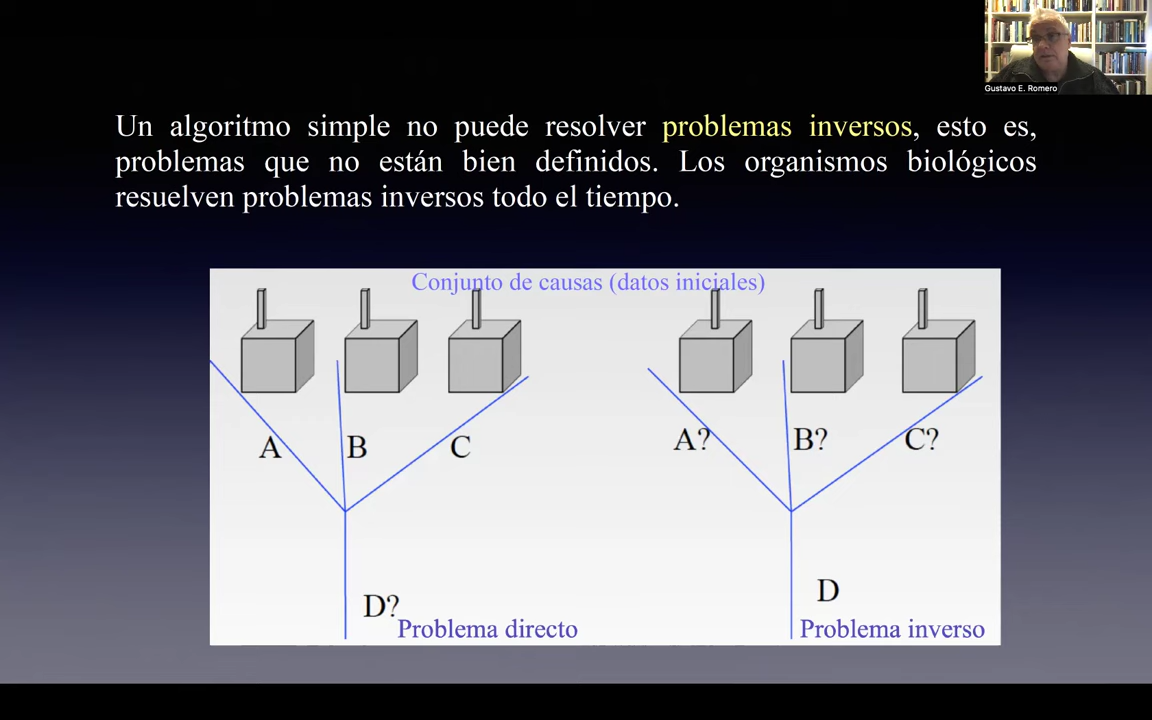 Gustavo E. Romero
Un algoritmo simple no puede resolver problemas inversos, esto es,
problemas que no están bien definidos. Los organismos biológicos
resuelven problemas inversos todo el tiempo.
Conjunto de causas (datos iniciales)
A
B
C
A?
B?
C?
D?
D
Problema directo
Problema inverso